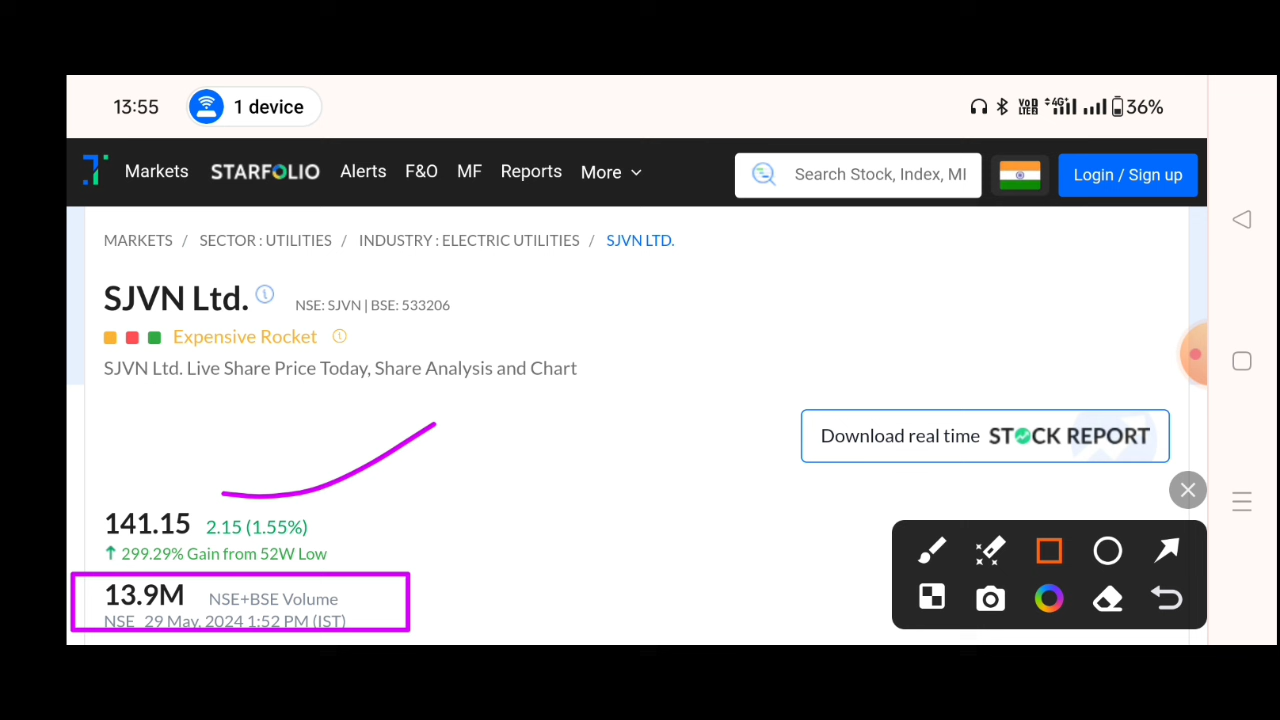 13:55 1 device VoD LTE1 4G+ 36%
Markets STARFOLIO Alerts F&O MF Reports More Search Stock, Index, MI Login / Sign up
MARKETS / SECTOR : UTILITIES / INDUSTRY : ELECTRIC UTILITIES / SJVN LTD.
SJVN Ltd. NSE: SJVN | BSE: 533206
Expensive Rocket
SJVN Ltd. Live Share Price Today, Share Analysis and Chart
Download real time STOCK REPORT
141.15 2.15 (1.55%)
299.29% Gain from 52W Low
13.9M NSE+BSE Volume
NSE 29 May, 2024 1:52 PM (IST)